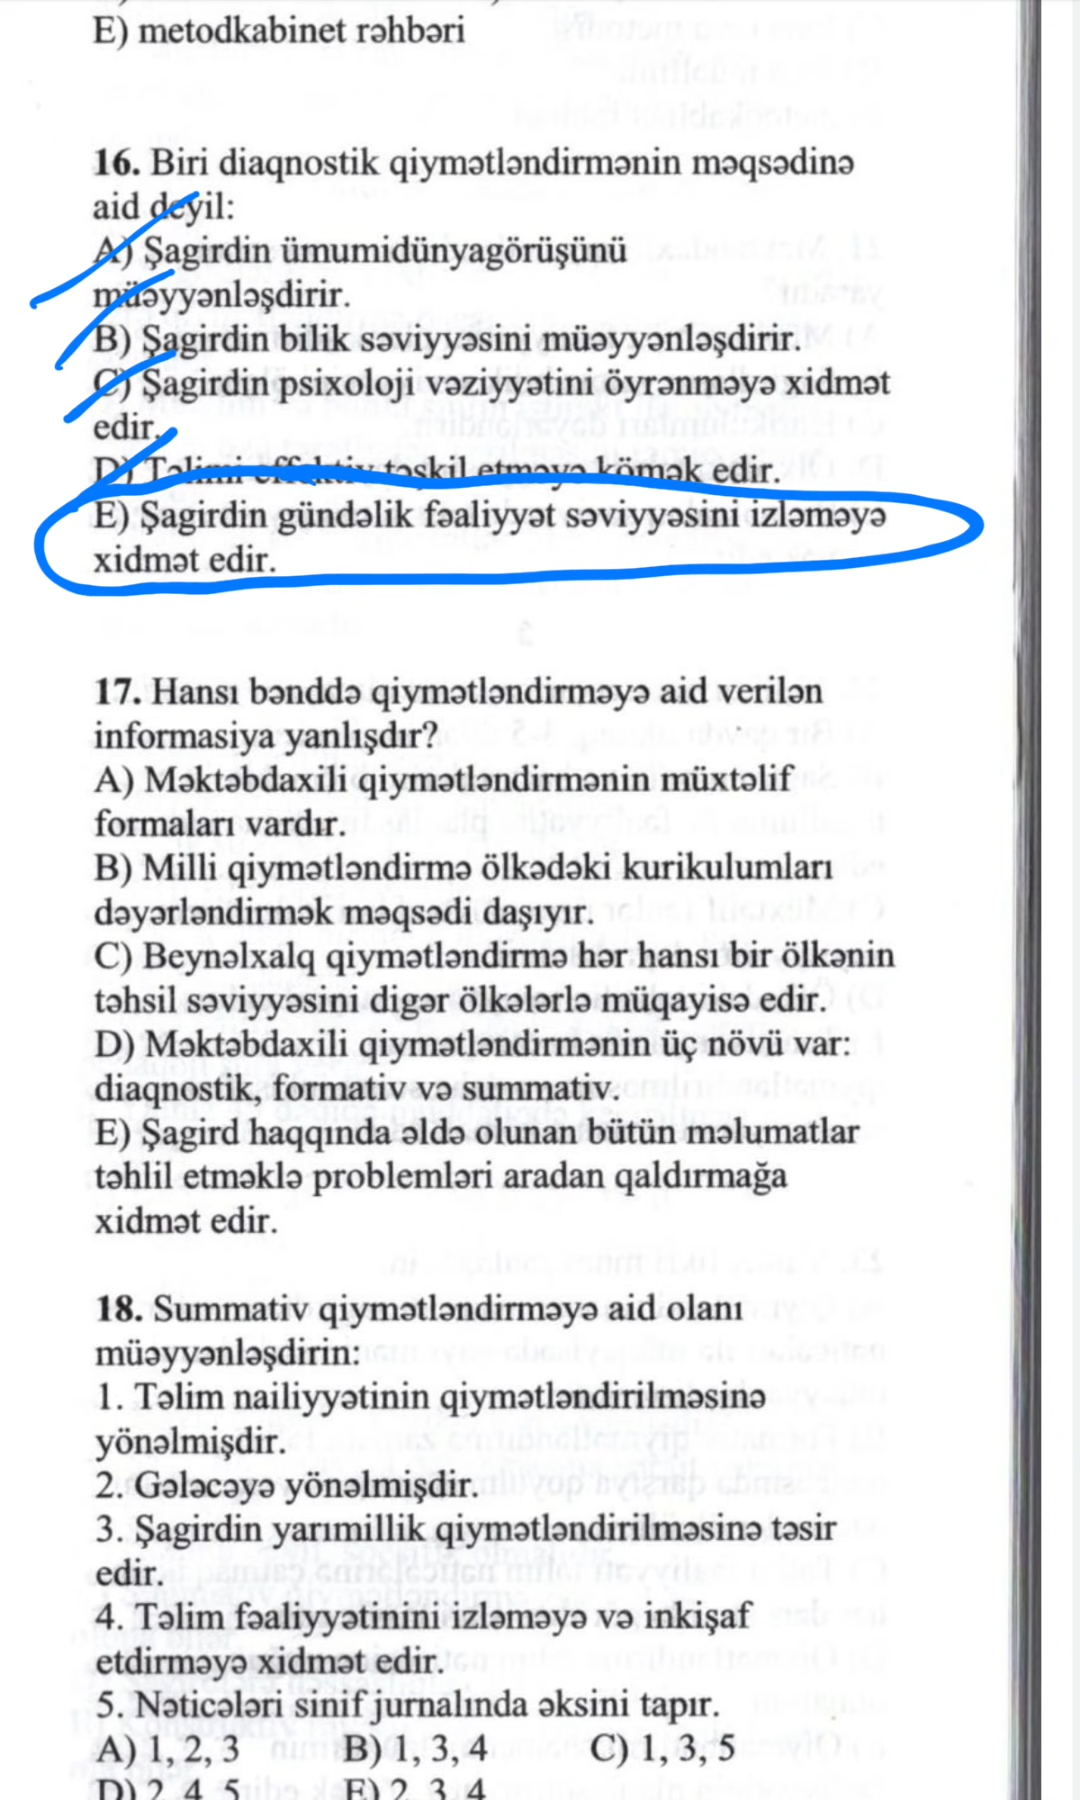 E) metodkabinet rəhbəri
16. Biri diaqnostik qiymətləndirmənin məqsədinə
aid deyil:
A) Şagirdin ümumidünyagörüşünü
müəyyənləşdirir.
B) Şagirdin bilik səviyyəsini müəyyənləşdirir.
C) Şagirdin psixoloji vəziyyətini öyrənməyə xidmət
edir.
D) Təlimi effektiv təşkil etməyə kömək edir.
E) Şagirdin gündəlik fəaliyyət səviyyəsini izləməyə
xidmət edir.
17. Hansı bənddə qiymətləndirməyə aid verilən
informasiya yanlışdır?
A) Məktəbdaxili qiymətləndirmənin müxtəlif
formaları vardır.
B) Milli qiymətləndirmə ölkədəki kurikulumları
dəyərləndirmək məqsədi daşıyır.
C) Beynəlxalq qiymətləndirmə hər hansı bir ölkənin
təhsil səviyyəsini digər ölkələrlə müqayisə edir.
D) Məktəbdaxili qiymətləndirmənin üç növü var:
diaqnostik, formativ və summativ.
E) Şagird haqqında əldə olunan bütün məlumatlar
təhlil etməklə problemləri aradan qaldırmağa
xidmət edir.
18. Summativ qiymətləndirməyə aid olanı
müəyyənləşdirin:
1. Təlim nailiyyətinin qiymətləndirilməsinə
yönəlmişdir.
2. Gələcəyə yönəlmişdir.
3. Şagirdin yarımillik qiymətləndirilməsinə təsir
edir.
4. Təlim fəaliyyətinini izləməyə və inkişaf
etdirməyə xidmət edir.
5. Nəticələri sinif jurnalında əksini tapır.
A) 1, 2, 3 B) 1, 3, 4 C) 1, 3, 5
D) 2, 4, 5 E) 2, 3, 4